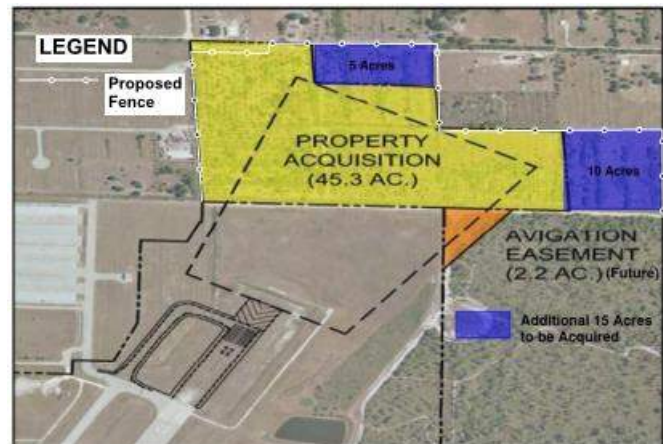 LEGEND
Proposed
Fence
5 Acres
PROPERTY
ACQUISITION
(45.3 AC.)
10 Acres
AVIGATION
EASEMENT
(2.2 AC.) (Future)
Additional 15 Acres
to be Acquired